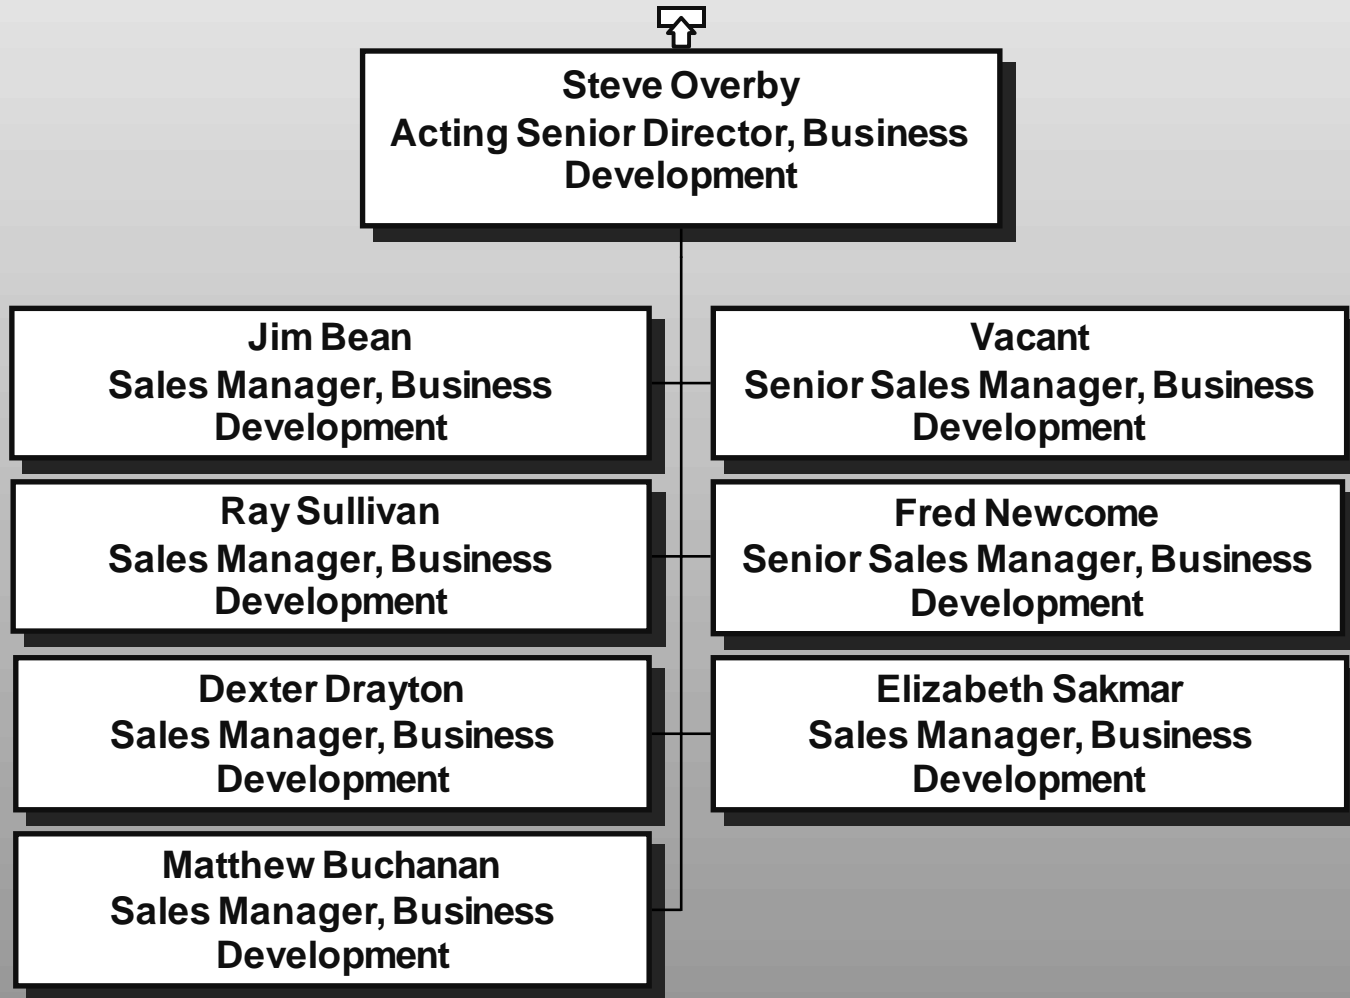 Steve Overby
Acting Senior Director, Business
Development
Jim Bean
Sales Manager, Business
Development
Vacant
Senior Sales Manager, Business
Development
Ray Sullivan
Sales Manager, Business
Development
Fred Newcome
Senior Sales Manager, Business
Development
Dexter Drayton
Sales Manager, Business
Development
Elizabeth Sakmar
Sales Manager, Business
Development
Matthew Buchanan
Sales Manager, Business
Development